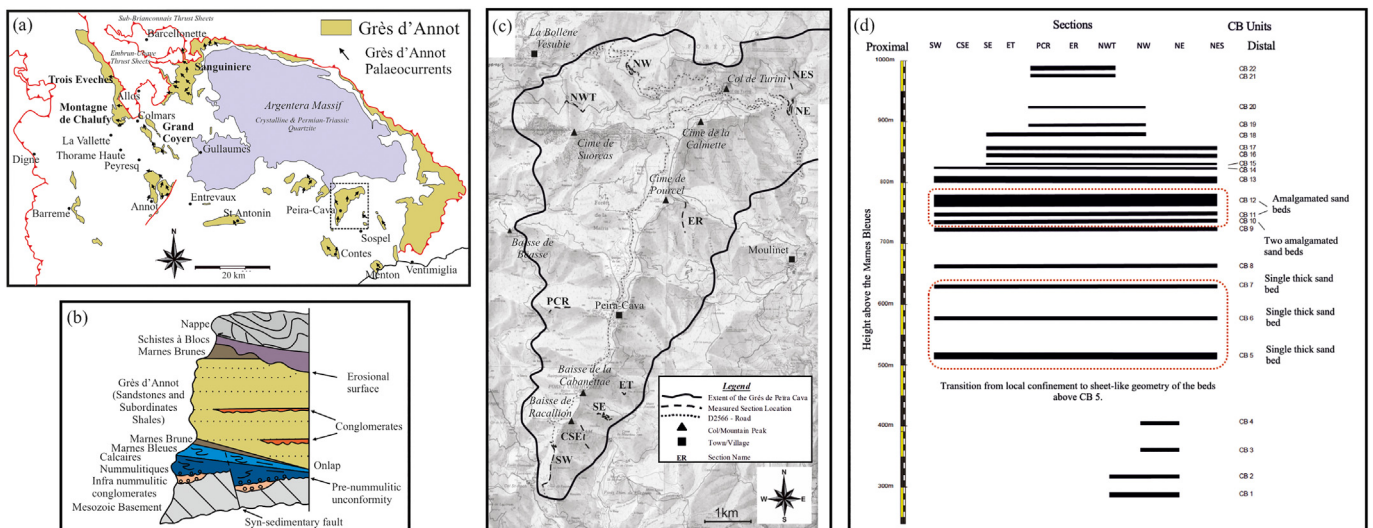 (a)
Sub-Brianconnais Thrust Sheets
Barcellonette
Embrun-Ubaye
Thrust Sheets
Grès d'Annot
Grès d'Annot
Palaeocurrents
Trois Eveches
Sanguiniere
Allos
Argentera Massif
Crystalline & Permian-Triassic
Quartzite
Montagne
de Chalufy
Colmars
Grand
Coyer
La Vallette
Gullaumes
Digne
Thorame Haute
Peyresq
Annot
Entrevaux
Barreme
St Antonin
Peira-Cava
Sospel
Contes
Menton
Ventimiglia
N
20 km
(b)
Nappe
Schistes à Blocs
Marnes Brunes
Grès d'Annot
(Sandstones and
Subordinates
Shales)
Marnes Brune
Marnes Bleues
Calcaires
Nummulitiques
Infra nummulitic
conglomerates
Mesozoic Basement
Erosional
surface
Conglomerates
Onlap
Pre-nummulitic
unconformity
Syn-sedimentary fault
(c)
La Bollene
Vesubie
NW
NES
Col de Turini
NWT
NE
Cime de
Suorcas
Cime de la
Calmette
Cime de
Pourcel
ER
Baisse de
Béasse
Moulinet
PCR
Peira-Cava
Baisse de la
Cabanettae
ET
Baisse de
Racaillon
SE
CSE
SW
Legend
Extent of the Grés de Peira Cava
Measured Section Location
D2566 - Road
Col/Mountain Peak
Town/Village
ER Section Name
N
W E
S
1km
(d)
Sections
CB Units
Proximal SW CSE SE ET PCR ER NWT NW NE NES Distal
1000m
CB 22
CB 21
CB 20
900m
CB 19
CB 18
CB 17
CB 16
CB 15
CB 14
800m
CB 13
CB 12
Amalgamated sand
beds
CB 11
CB 10
CB 9
Two amalgamated
sand beds
700m
CB 8
Single thick sand
bed
CB 7
600m
CB 6
Single thick sand
bed
CB 5
Single thick sand
bed
500m
Height above the Marnes Bleues
Transition from local confinement to sheet-like geometry of the beds
above CB 5.
CB 4
400m
CB 3
CB 2
300m
CB 1